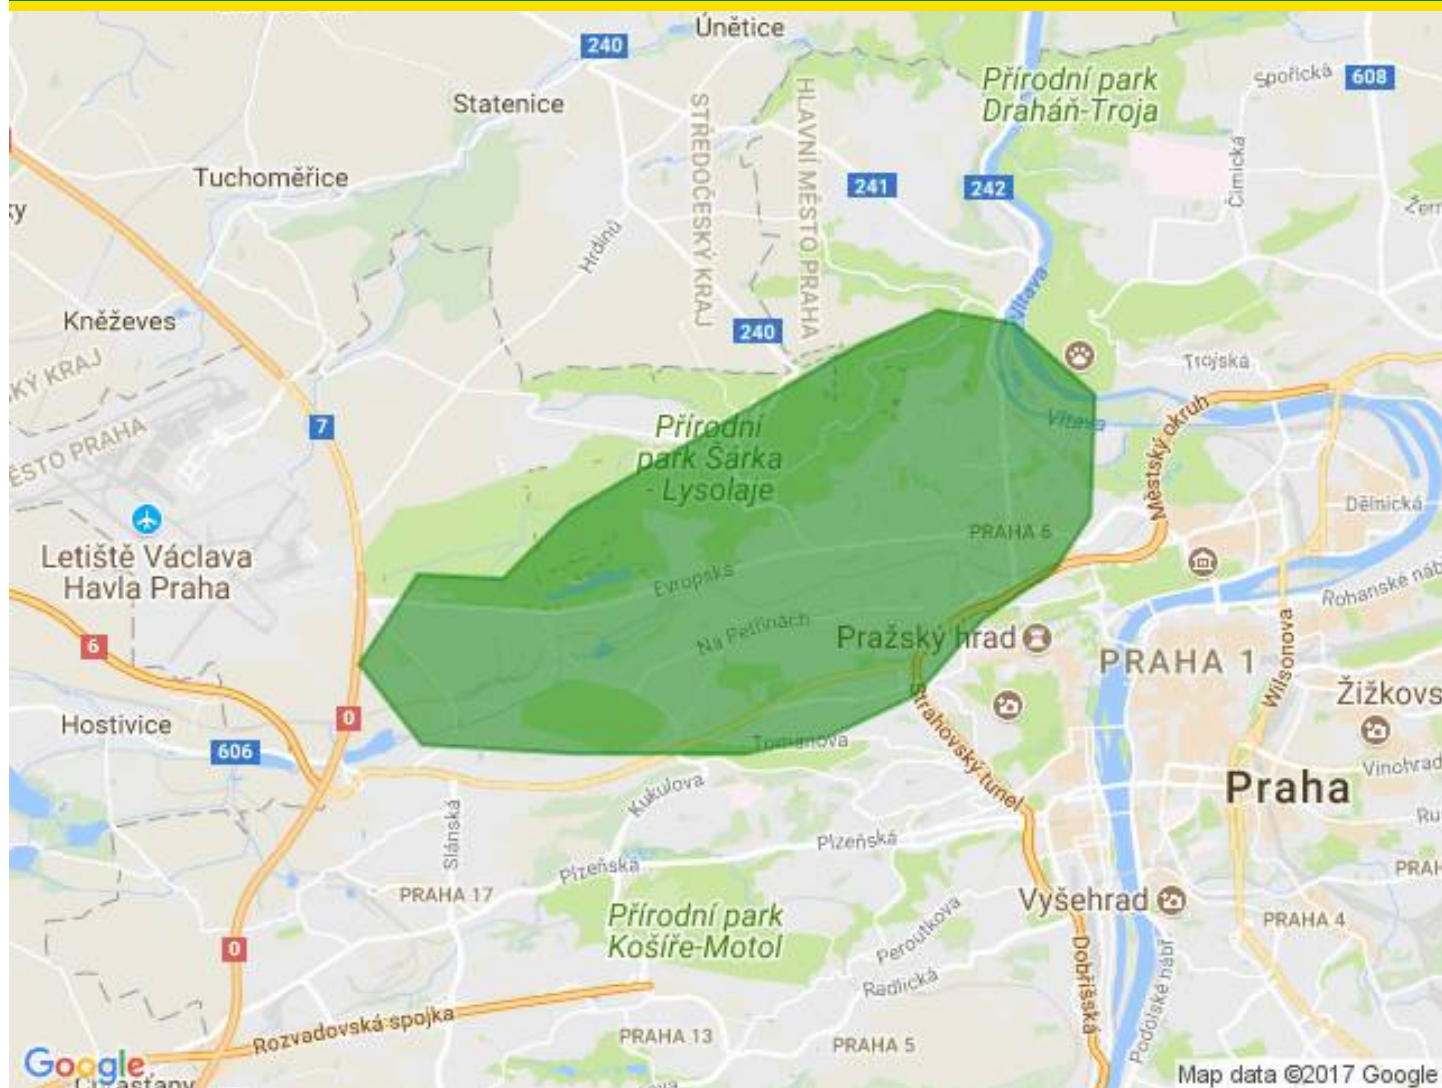 Únětice
240
Přírodní park
Draháň-Troja
Spořická
608
Statenice
STŘEDOČESKÝ KRAJ
HLAVNÍ MĚSTO PRAHA
Čimická
Tuchoměřice
241
242
Hrdinů
Vltava
Kněževes
240
Trojská
KÝ KRAJ
7
Přírodní
park Šárka
- Lysolaje
Vltava
Městský okruh
ĚSTO PRAHA
Dělnická
PRAHA 6
Letiště Václava
Havla Praha
Evropská
Rohanské náb
6
Na Petřinách
Pražský hrad
PRAHA 1
Wilsonova
Žižkovs
0
Hostivice
606
Tomanova
Strahovský tunel
Vinohrad
Praha
Kukulova
Slánská
Plzeňská
Plzeňská
PRAHA 17
Vyšehrad
Přírodní park
Košíře-Motol
Peroutkova
PRAHA 4
0
Radlická
Dobříšská
Podolské nábř
Rozvadovská spojka
PRAHA 13
PRAHA 5
Google
Map data ©2017 Google